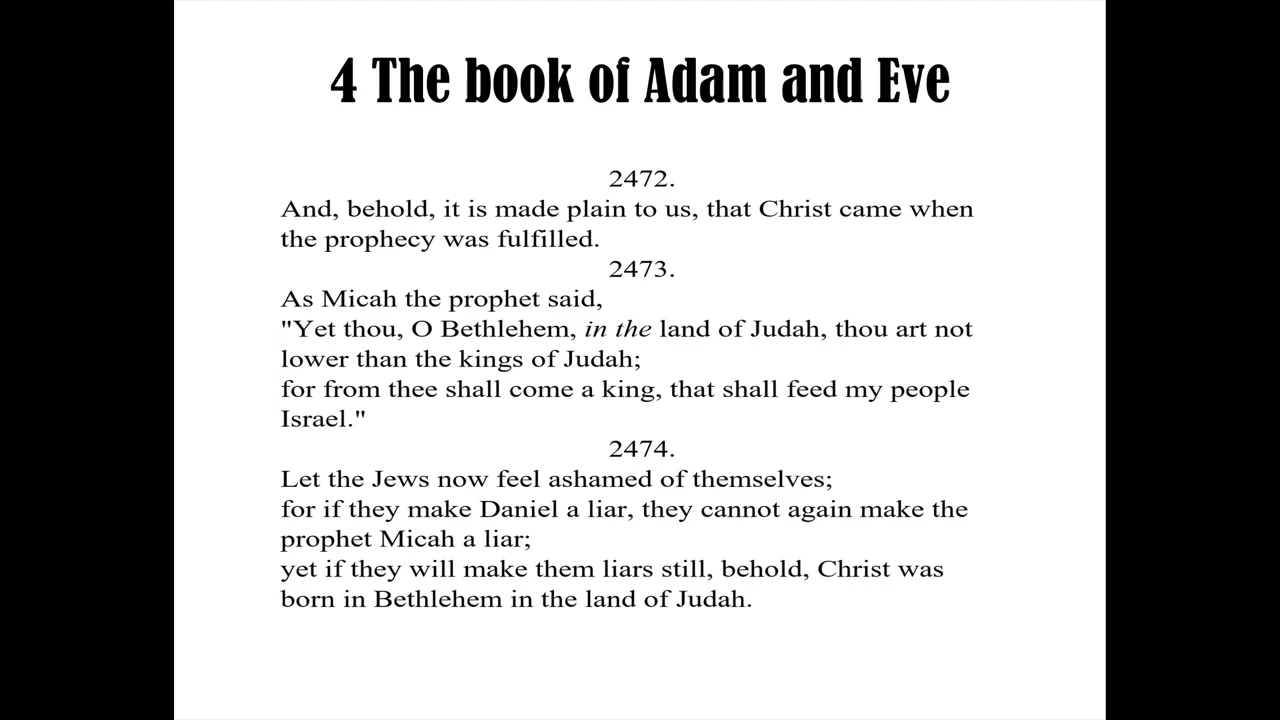 4 The book of Adam and Eve
2472.
And, behold, it is made plain to us, that Christ came when
the prophecy was fulfilled.
2473.
As Micah the prophet said,
"Yet thou, O Bethlehem, in the land of Judah, thou art not
lower than the kings of Judah;
for from thee shall come a king, that shall feed my people
Israel."
2474.
Let the Jews now feel ashamed of themselves;
for if they make Daniel a liar, they cannot again make the
prophet Micah a liar;
yet if they will make them liars still, behold, Christ was
born in Bethlehem in the land of Judah.